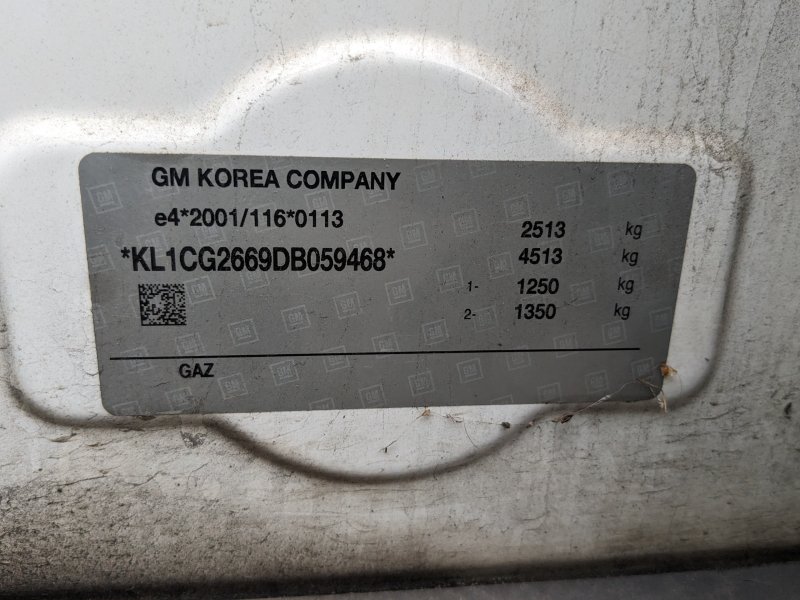 GM KOREA COMPANY
e4*2001/116*0113
2513 kg
*KL1CG2669DB059468*
4513 kg
1- 1250 kg
2- 1350 kg
GAZ